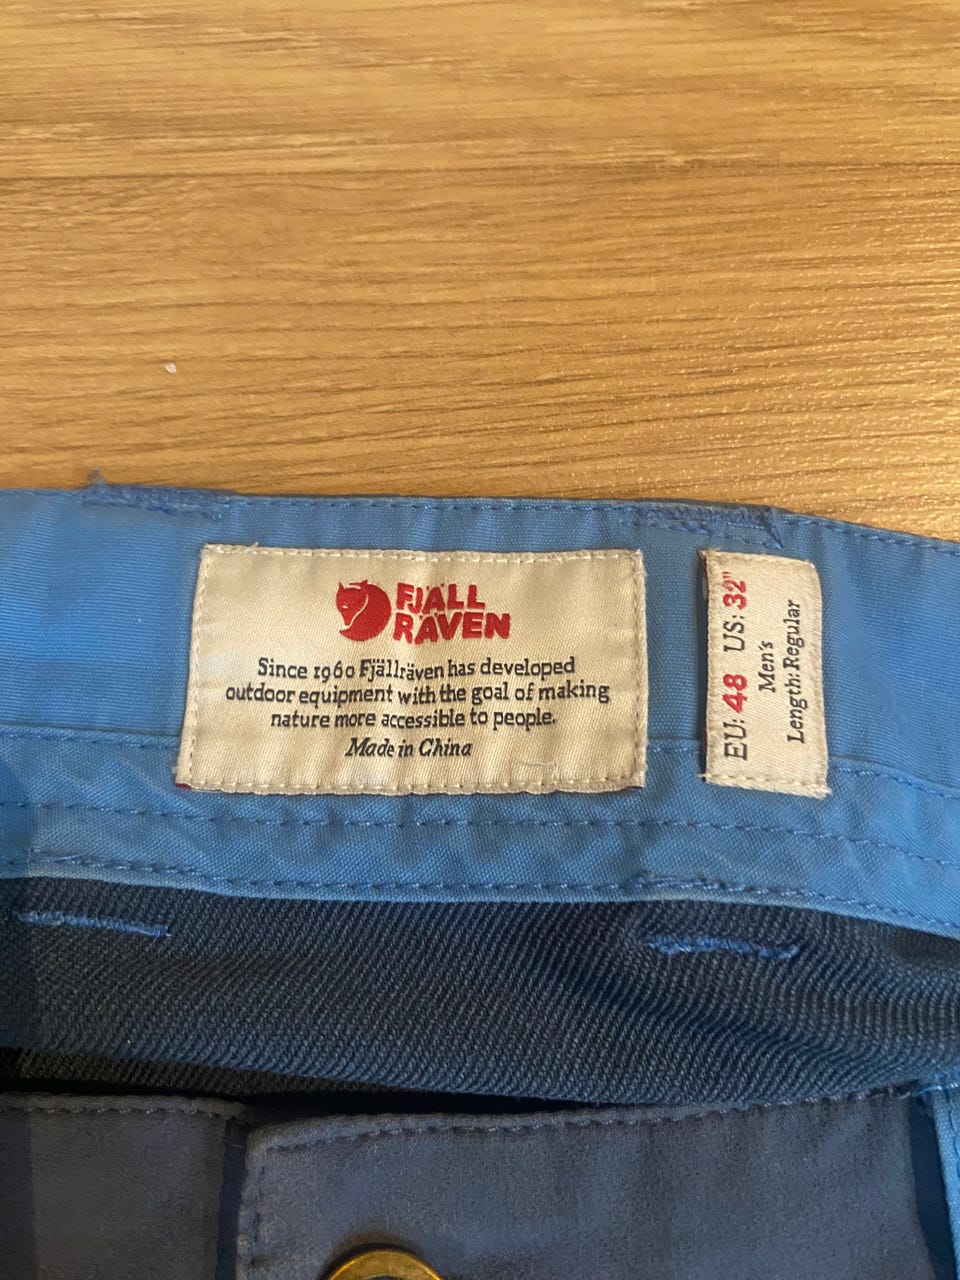 FJÄLL
RÄVEN
Since 1960 Fjällräven has developed
outdoor equipment with the goal of making
nature more accessible to people.
Made in China
EU: 48 US: 32"
Men's
Length: Regular